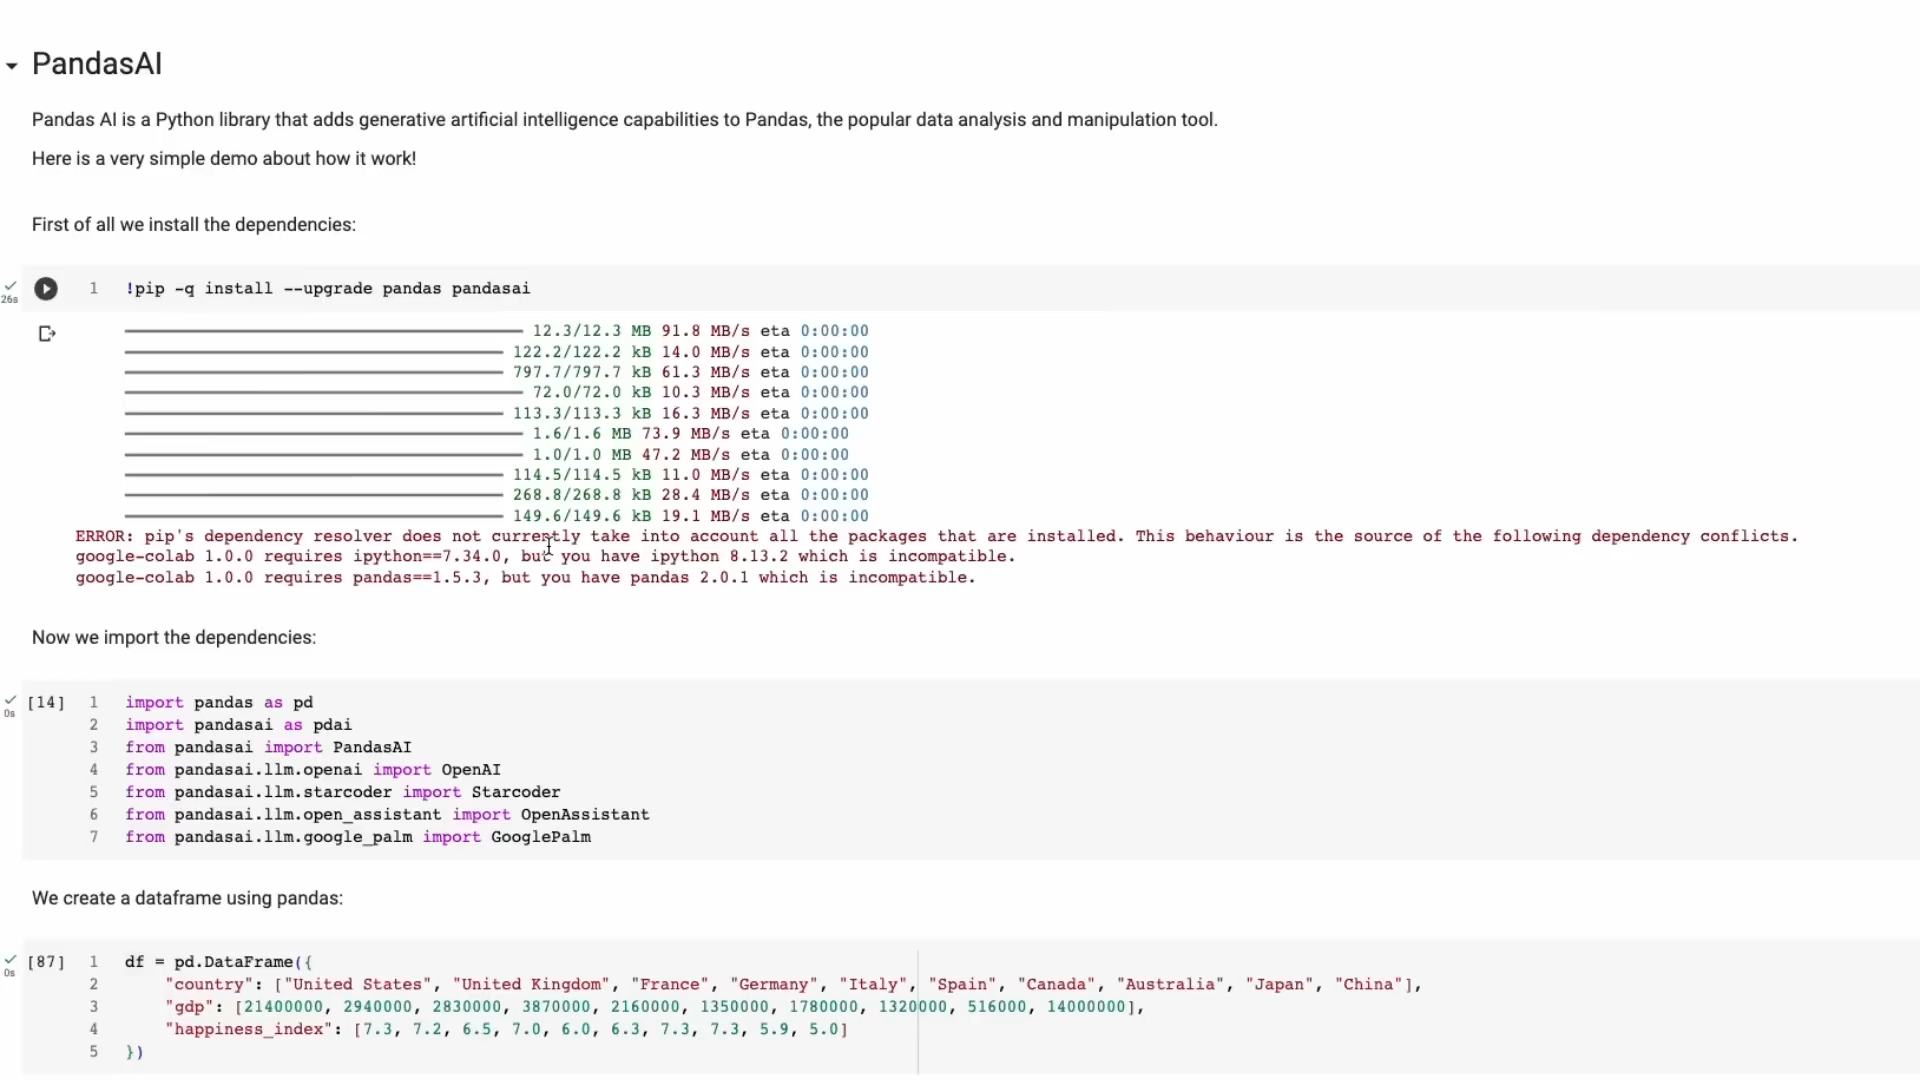 PandasAI
Pandas AI is a Python library that adds generative artificial intelligence capabilities to Pandas, the popular data analysis and manipulation tool.
Here is a very simple demo about how it work!
First of all we install the dependencies:
26s
1 !pip -q install --upgrade pandas pandasai
12.3/12.3 MB 91.8 MB/s eta 0:00:00
122.2/122.2 kB 14.0 MB/s eta 0:00:00
797.7/797.7 kB 61.3 MB/s eta 0:00:00
72.0/72.0 kB 10.3 MB/s eta 0:00:00
113.3/113.3 kB 16.3 MB/s eta 0:00:00
1.6/1.6 MB 73.9 MB/s eta 0:00:00
1.0/1.0 MB 47.2 MB/s eta 0:00:00
114.5/114.5 kB 11.0 MB/s eta 0:00:00
268.8/268.8 kB 28.4 MB/s eta 0:00:00
149.6/149.6 kB 19.1 MB/s eta 0:00:00
ERROR: pip's dependency resolver does not currently take into account all the packages that are installed. This behaviour is the source of the following dependency conflicts.
google-colab 1.0.0 requires ipython==7.34.0, but you have ipython 8.13.2 which is incompatible.
google-colab 1.0.0 requires pandas==1.5.3, but you have pandas 2.0.1 which is incompatible.
Now we import the dependencies:
0s
[14] 1 import pandas as pd
2 import pandasai as pdai
3 from pandasai import PandasAI
4 from pandasai.llm.openai import OpenAI
5 from pandasai.llm.starcoder import Starcoder
6 from pandasai.llm.open_assistant import OpenAssistant
7 from pandasai.llm.google_palm import GooglePalm
We create a dataframe using pandas:
0s
[87] 1 df = pd.DataFrame({
2 "country": ["United States", "United Kingdom", "France", "Germany", "Italy", "Spain", "Canada", "Australia", "Japan", "China"],
3 "gdp": [21400000, 2940000, 2830000, 3870000, 2160000, 1350000, 1780000, 1320000, 516000, 14000000],
4 "happiness_index": [7.3, 7.2, 6.5, 7.0, 6.0, 6.3, 7.3, 7.3, 5.9, 5.0]
5 })